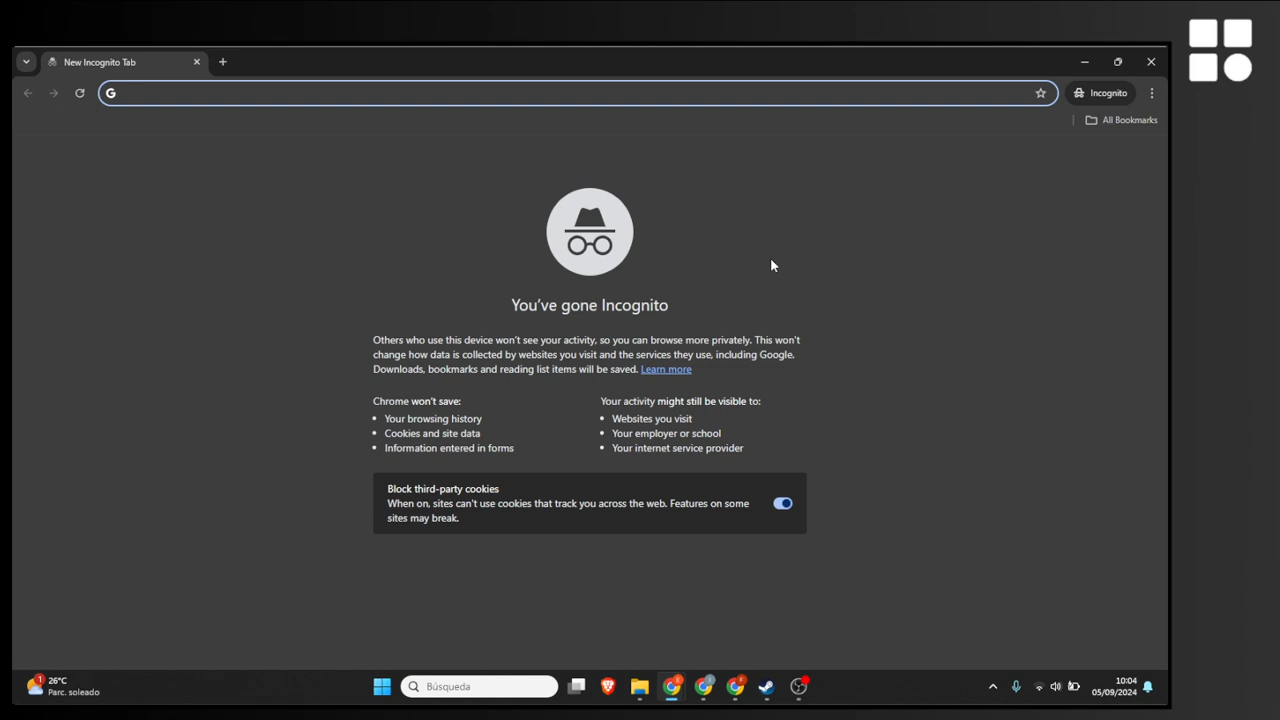 New Incognito Tab
Incognito
All Bookmarks
You've gone Incognito
Others who use this device won't see your activity, so you can browse more privately. This won't
change how data is collected by websites you visit and the services they use, including Google.
Downloads, bookmarks and reading list items will be saved. Learn more
Chrome won't save:
Your browsing history
Cookies and site data
Information entered in forms
Your activity might still be visible to:
Websites you visit
Your employer or school
Your internet service provider
Block third-party cookies
When on, sites can't use cookies that track you across the web. Features on some
sites may break.
1
26°C
Parc. soleado
Búsqueda
10:04
05/09/2024